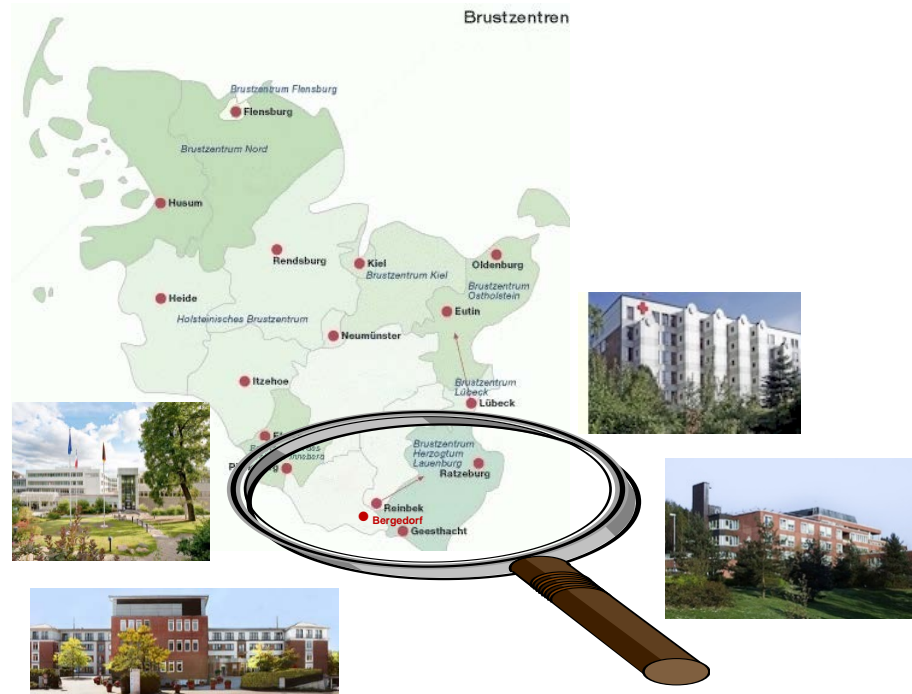 Brustzentren
Brustzentrum Flensburg
Flensburg
Brustzentrum Nord
Husum
Rendsburg
Kiel
Brustzentrum Kiel
Oldenburg
Brustzentrum
Ostholstein
Heide
Holsteinisches Brustzentrum
Eutin
Neumünster
Itzehoe
Brustzentrum
Lübeck
Lübeck
Brustzentrum
Herzogtum
Lauenburg
Ratzeburg
Reinbek
Bergedorf
Geesthacht